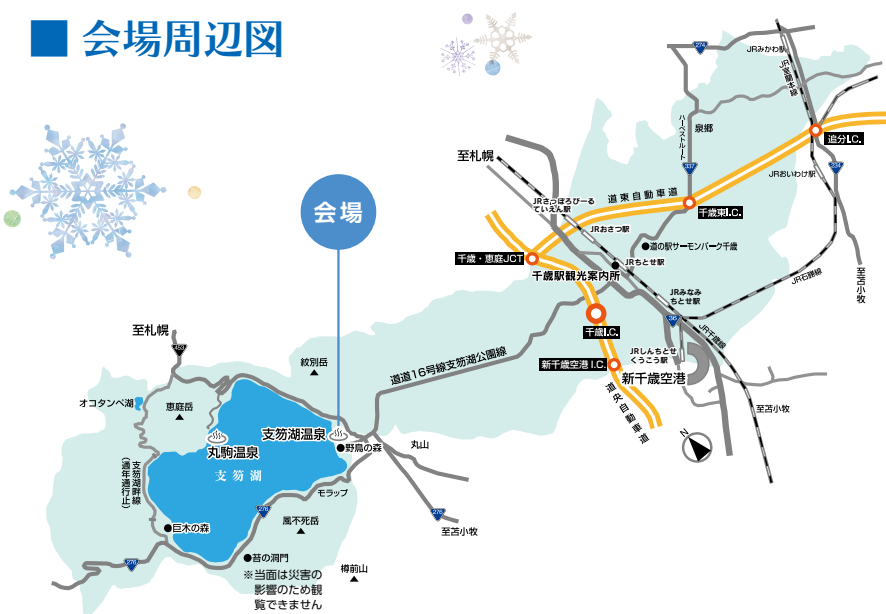 会場周辺図
274
JRみかわ駅
JR室蘭本線
泉郷
ハーベストルート
337
追分I.C.
至札幌
JRおいわけ駅
234
道東自動車道
千歳東I.C.
JRさっぽろびーる
ていえん駅
JRおさつ駅
会場
道の駅サーモンパーク千歳
千歳・恵庭JCT
JRちとせ駅
千歳駅観光案内所
JR石勝線
至苫小牧
JRみなみ
ちとせ駅
36
千歳I.C.
JR千歳線
至札幌
453
紋別岳
道道16号線支笏湖公園線
新千歳空港I.C.
JRしんちとせ
くうこう駅
新千歳空港
道央自動車道
至苫小牧
オコタンペ湖
恵庭岳
支笏湖温泉
丸駒温泉
野鳥の森
丸山
N
支笏湖
支笏湖畔線
(通年通行止)
モラップ
276
276
至苫小牧
巨木の森
風不死岳
276
苔の洞門
※当面は災害の
影響のため観
覧できません
樽前山